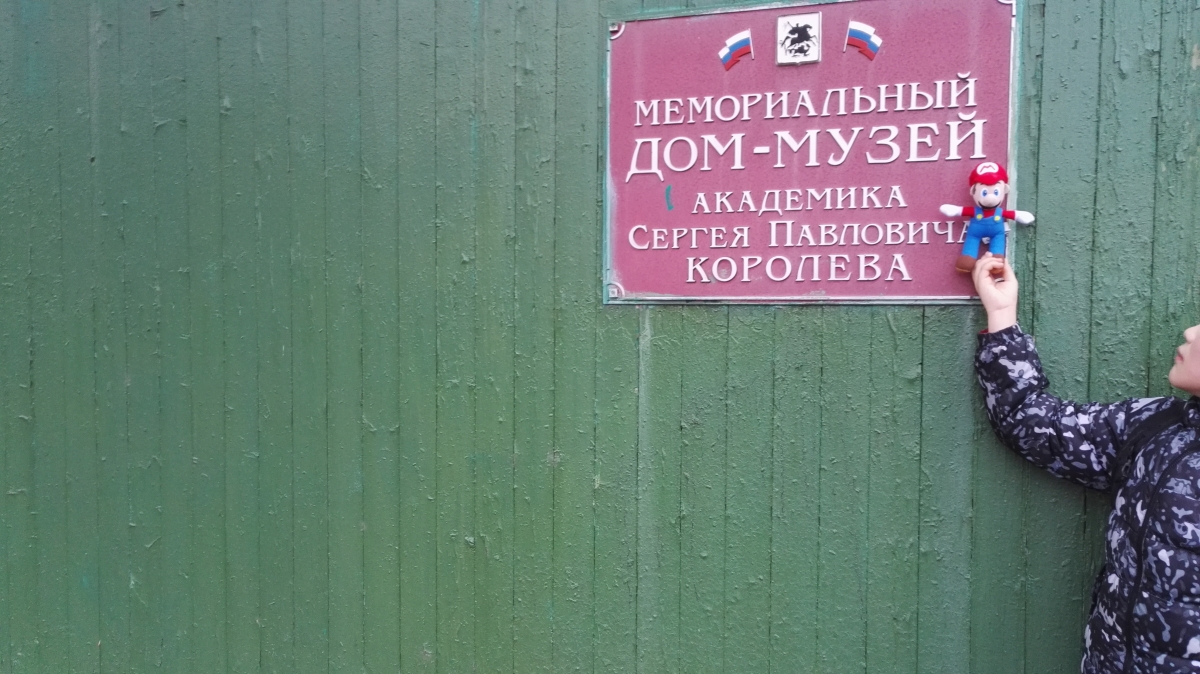 МЕМОРИАЛЬНЫЙ
ДОМ-МУЗЕЙ
АКАДЕМИКА
СЕРГЕЯ ПАВЛОВИЧА
КОРОЛЕВА
M